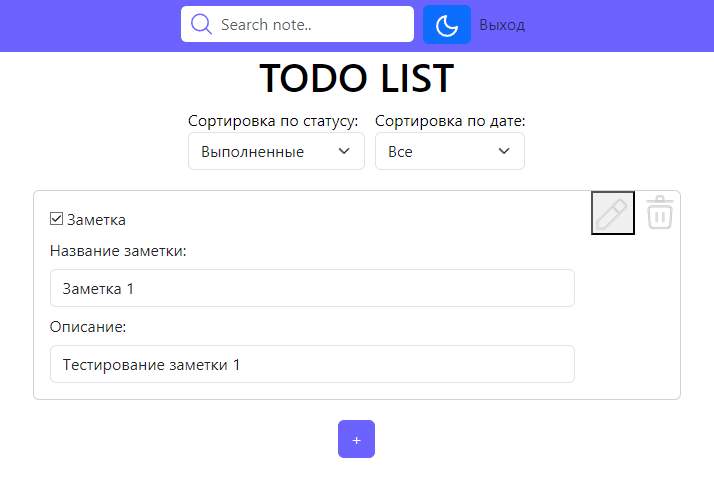 Search note..
Выход
TODO LIST
Сортировка по статусу: Сортировка по дате:
Выполненные Все
Заметка
Название заметки:
Заметка 1
Описание:
Тестирование заметки 1
+